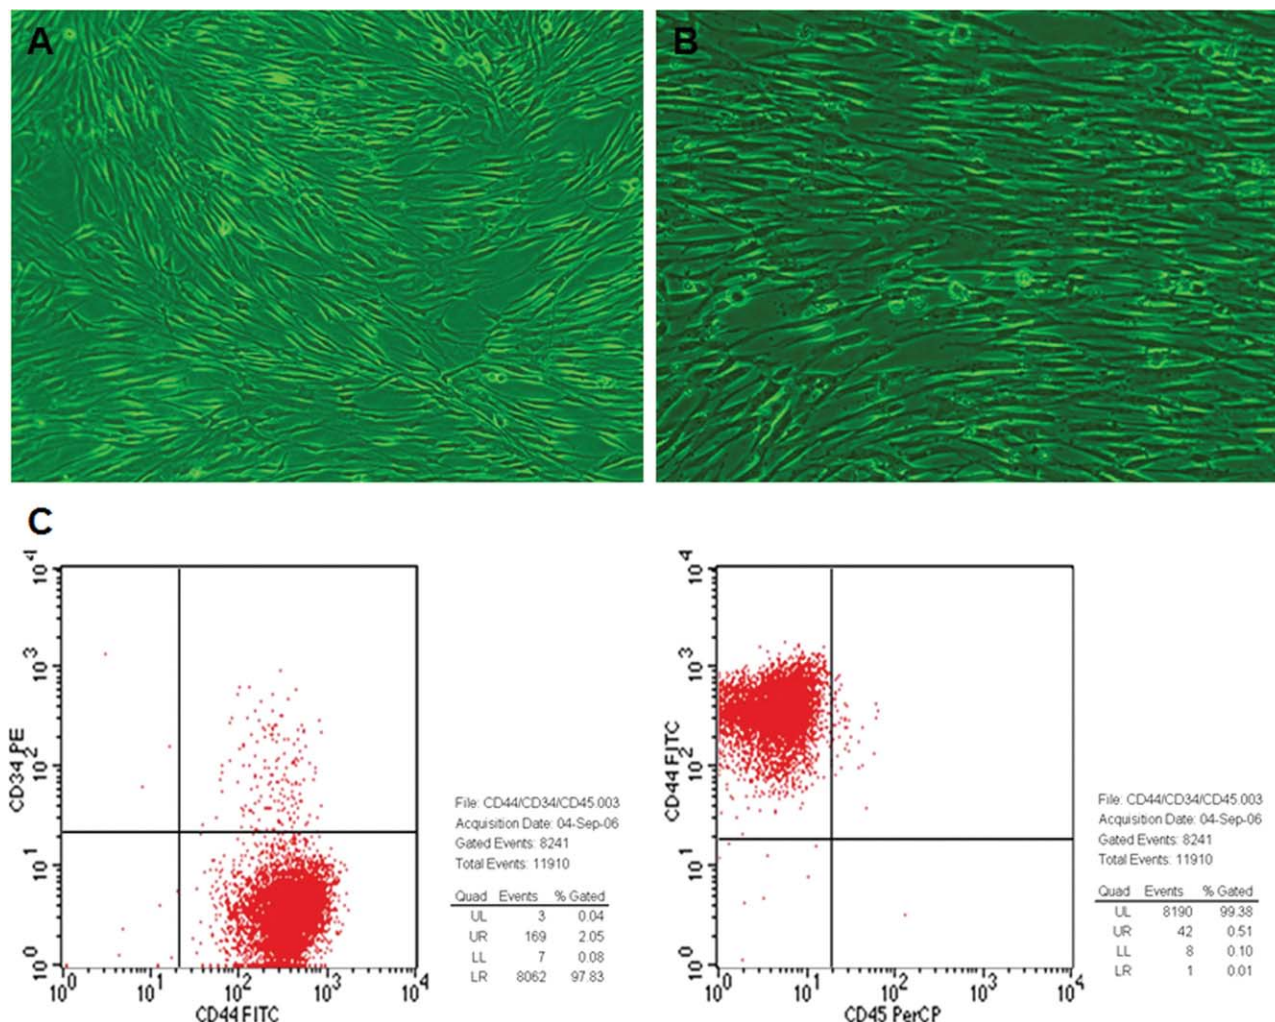 A
B
C
CD34 PE
10^0 10^1 10^2 10^3 10^4
10^0 10^1 10^2 10^3 10^4
CD44 FITC
File: CD44/CD34/CD45.003
Acquisition Date: 04-Sep-06
Gated Events: 8241
Total Events: 11910
Quad Events % Gated
UL 3 0.04
UR 169 2.05
LL 7 0.08
LR 8062 97.83
CD44 FITC
10^0 10^1 10^2 10^3 10^4
10^0 10^1 10^2 10^3 10^4
CD45 PerCP
File: CD44/CD34/CD45.003
Acquisition Date: 04-Sep-06
Gated Events: 8241
Total Events: 11910
Quad Events % Gated
UL 8190 99.38
UR 42 0.51
LL 8 0.10
LR 1 0.01